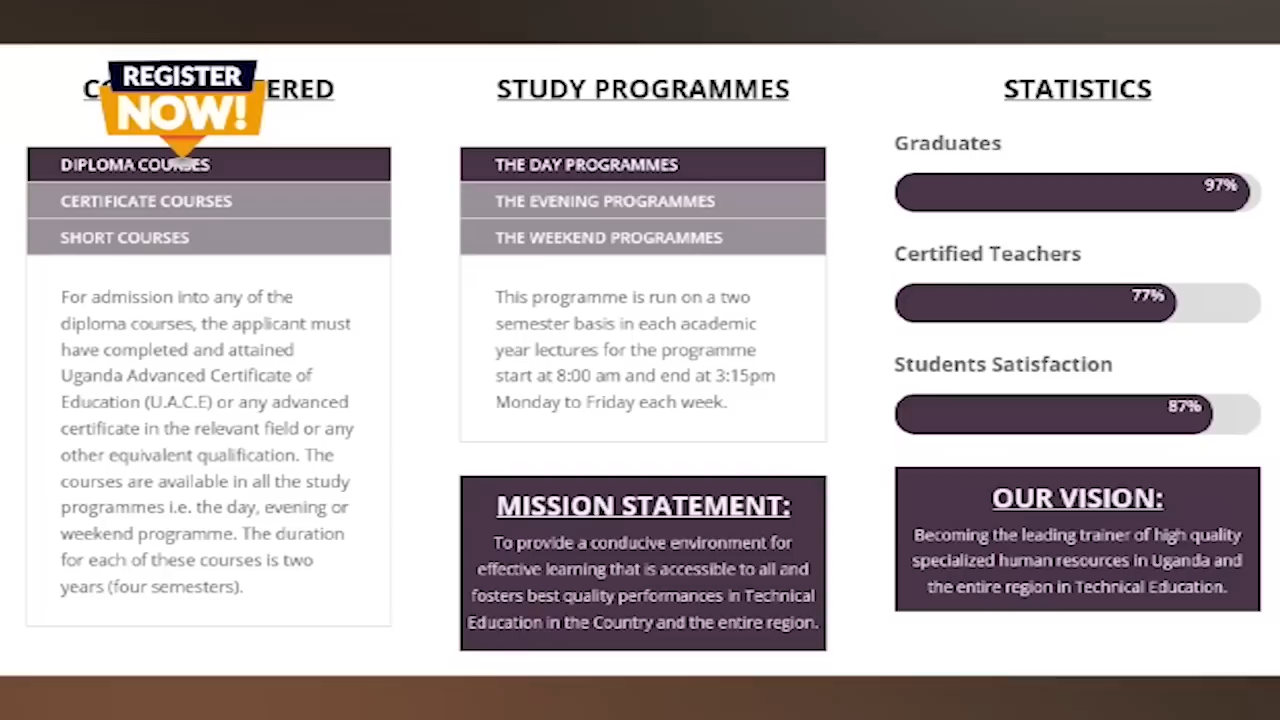 REGISTER
NOW!
ERED
DIPLOMA COURSES
CERTIFICATE COURSES
SHORT COURSES
For admission into any of the
diploma courses, the applicant must
have completed and attained
Uganda Advanced Certificate of
Education (U.A.C.E) or any advanced
certificate in the relevant field or any
other equivalent qualification. The
courses are available in all the study
programmes i.e. the day, evening or
weekend programme. The duration
for each of these courses is two
years (four semesters).
STUDY PROGRAMMES
THE DAY PROGRAMMES
THE EVENING PROGRAMMES
THE WEEKEND PROGRAMMES
This programme is run on a two
semester basis in each academic
year lectures for the programme
start at 8:00 am and end at 3:15pm
Monday to Friday each week.
MISSION STATEMENT:
To provide a conducive environment for
effective learning that is accessible to all and
fosters best quality performances in Technical
Education in the Country and the entire region.
STATISTICS
Graduates
97%
Certified Teachers
77%
Students Satisfaction
87%
OUR VISION:
Becoming the leading trainer of high quality
specialized human resources in Uganda and
the entire region in Technical Education.